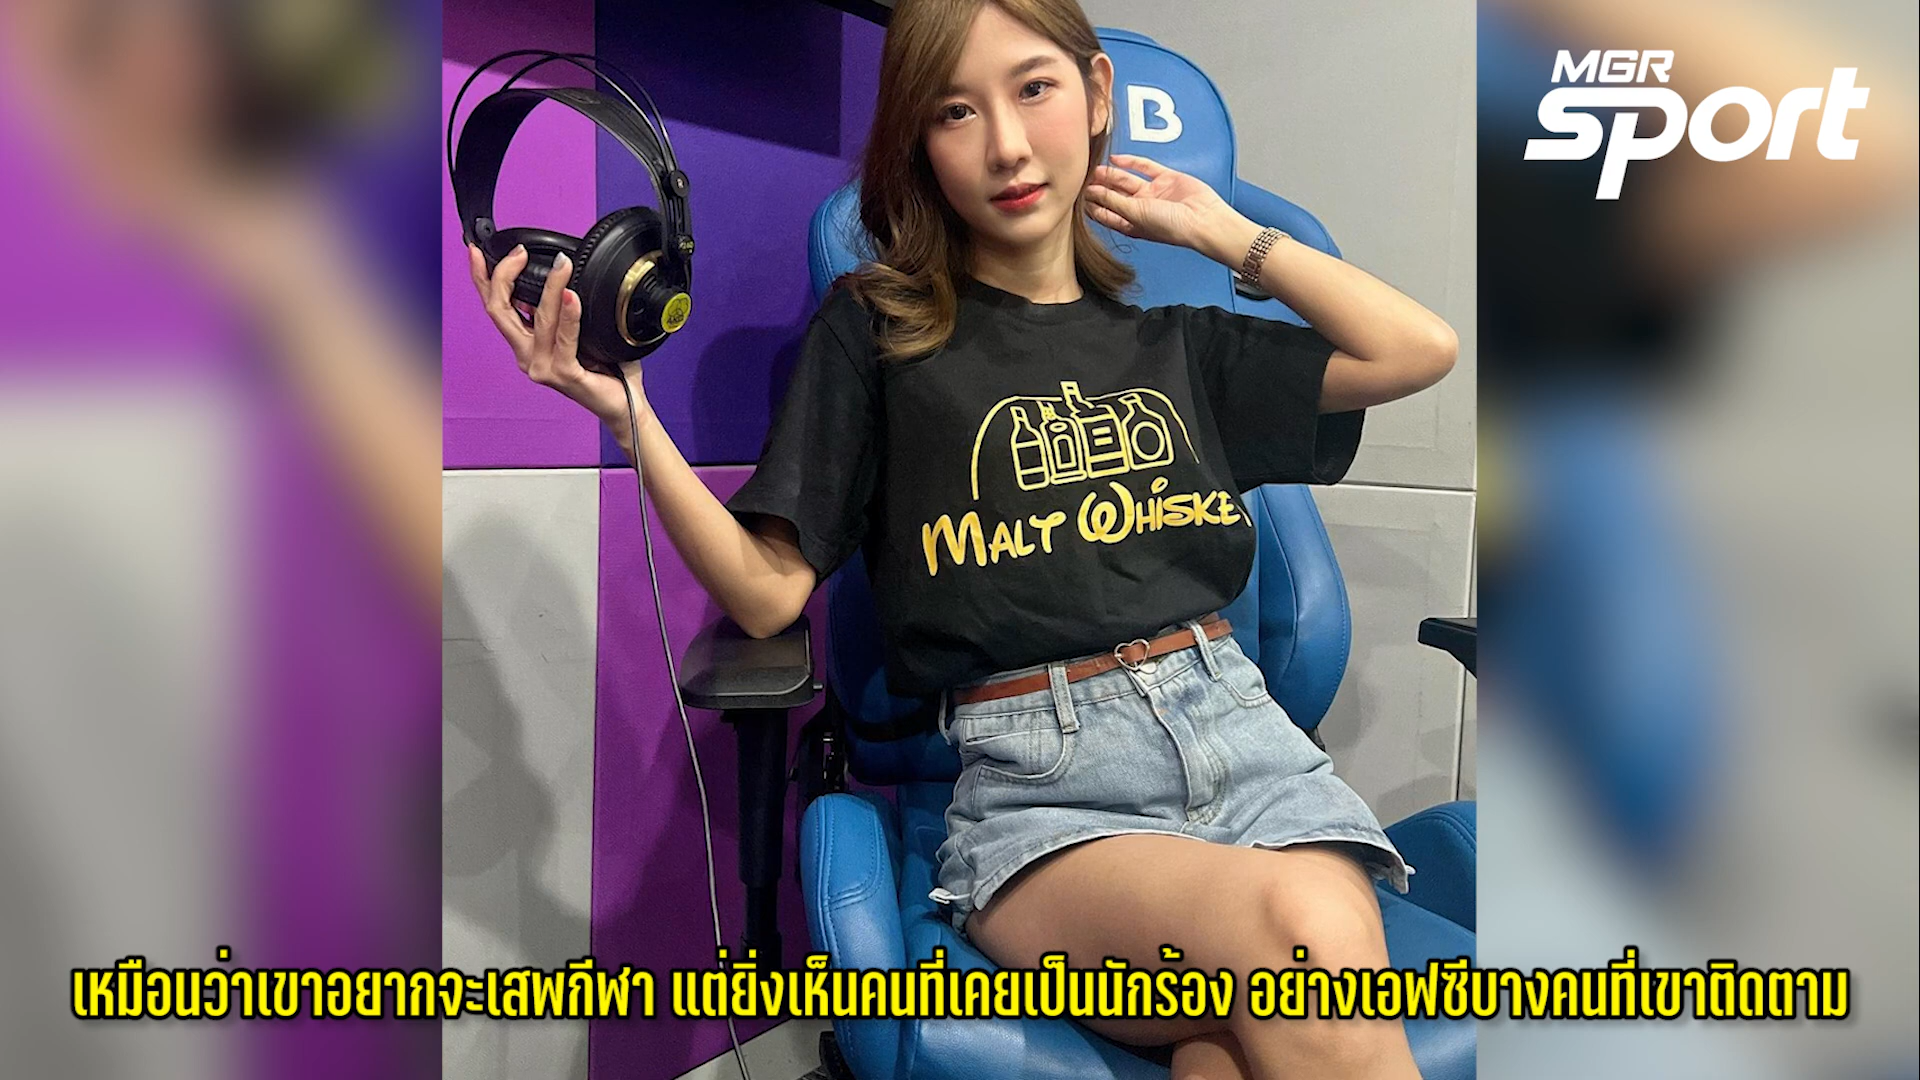 MGR
Sport
B
R
MALT WHISKE
เหมือนว่าเขาอยากจะเสพกีฬา แต่ยิ่งเห็นคนที่เคยเป็นนักร้อง อย่างเอฟซีบางคนที่เขาติดตาม